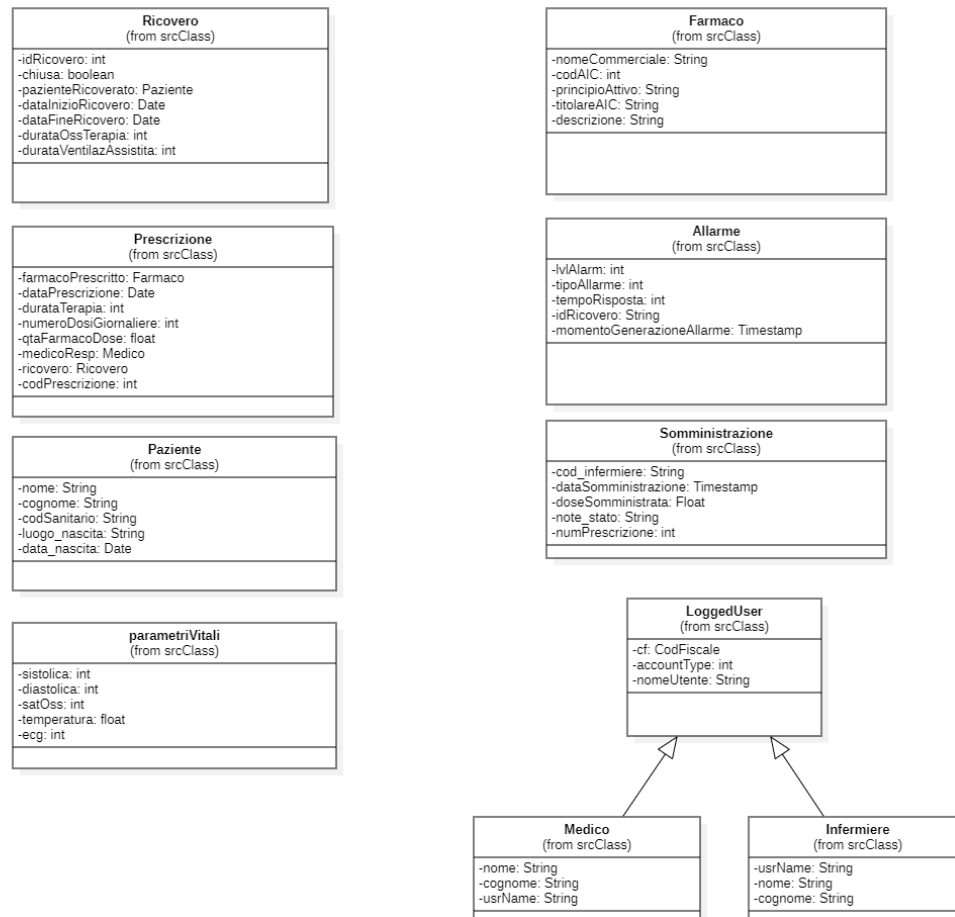 Ricovero
(from srcClass)
-idRicovero: int
-chiusa: boolean
-pazienteRicoverato: Paziente
-dataInizioRicovero: Date
-dataFineRicovero: Date
-durataOssTerapia: int
-durataVentilazAssistita: int
Farmaco
(from srcClass)
-nomeCommerciale: String
-codAIC: int
-principioAttivo: String
-titolareAIC: String
-descrizione: String
Prescrizione
(from srcClass)
-farmacoPrescritto: Farmaco
-dataPrescrizione: Date
-durataTerapia: int
-numeroDosiGiornaliere: int
-qtaFarmacoDose: float
-medicoResp: Medico
-ricovero: Ricovero
-codPrescrizione: int
Allarme
(from srcClass)
-lvlAlarm: int
-tipoAllarme: int
-tempoRisposta: int
-idRicovero: String
-momentoGenerazioneAllarme: Timestamp
Paziente
(from srcClass)
-nome: String
-cognome: String
-codSanitario: String
-luogo_nascita: String
-data_nascita: Date
Somministrazione
(from srcClass)
-cod_infermiere: String
-dataSomministrazione: Timestamp
-doseSomministrata: Float
-note_stato: String
-numPrescrizione: int
parametriVitali
(from srcClass)
-sistolica: int
-diastolica: int
-satOss: int
-temperatura: float
-ecg: int
LoggedUser
(from srcClass)
-cf: CodFiscale
-accountType: int
-nomeUtente: String
Medico
(from srcClass)
-nome: String
-cognome: String
-usrName: String
Infermiere
(from srcClass)
-usrName: String
-nome: String
-cognome: String